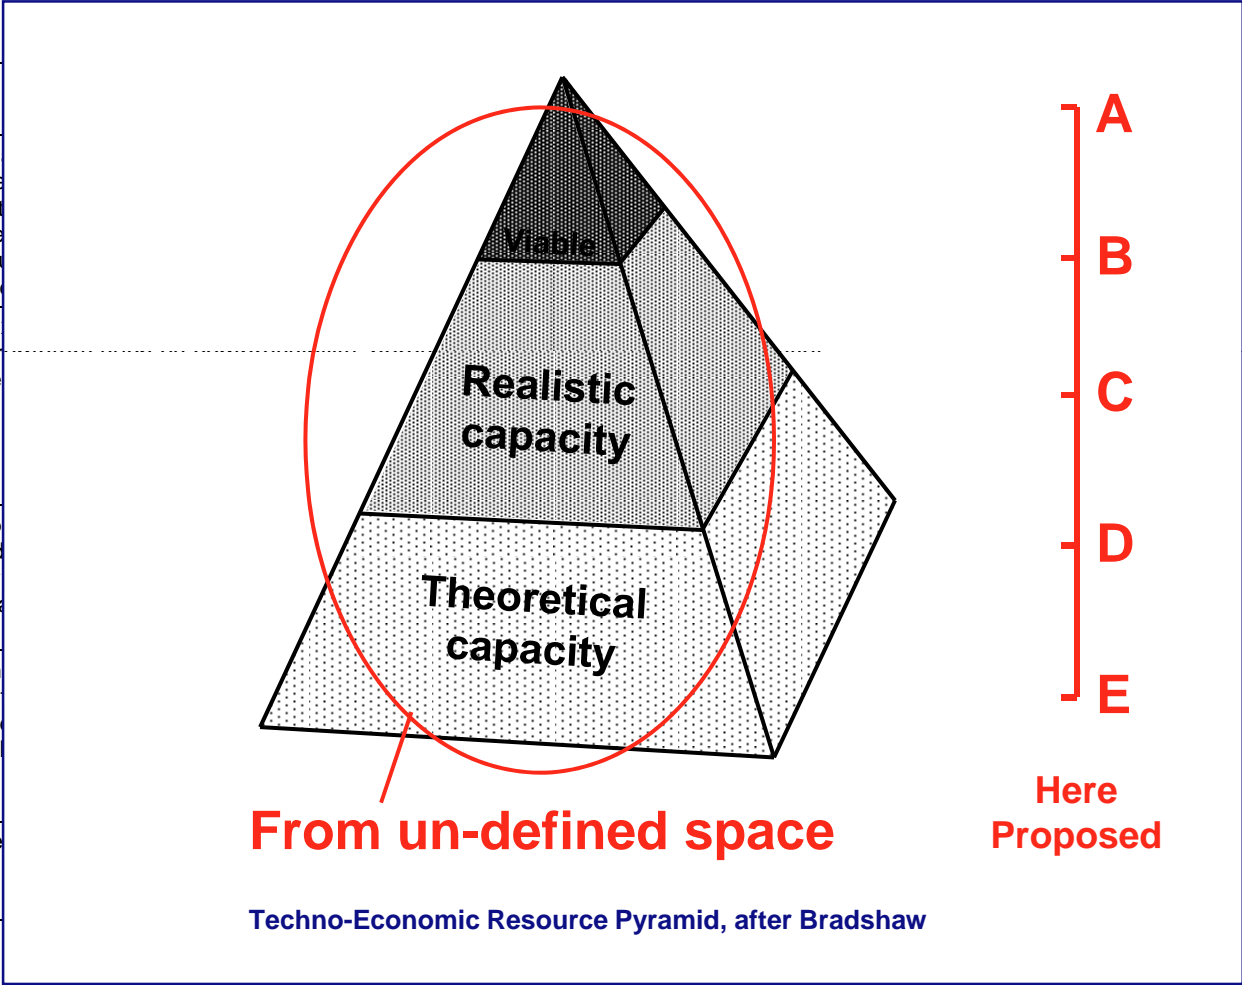 A
Viable
B
Realistic
capacity
C
D
Theoretical
capacity
E
Here
Proposed
From un-defined space
Techno-Economic Resource Pyramid, after Bradshaw